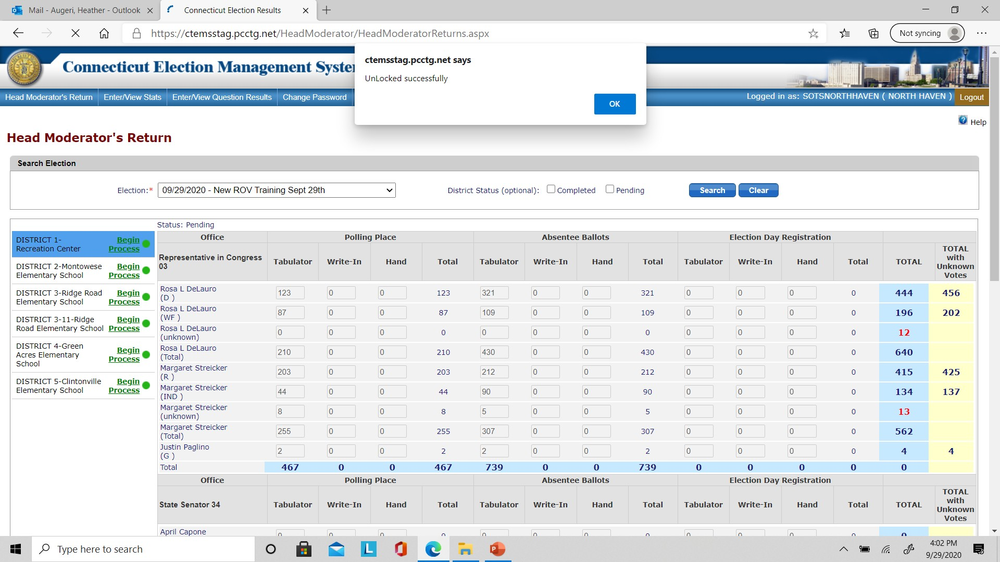 Mail - Augeri, Heather - Outlook
Connecticut Election Results
https://ctemsstag.pcctg.net/HeadModerator/HeadModeratorReturns.aspx
Not syncing
ctemsstag.pcctg.net says
UnLocked successfully
OK
Connecticut Election Management
Head Moderator's Return Enter/View Stats Enter/View Question Results Change Password
Logged in as: SOTSNORTHHAVEN ( NORTH HAVEN ) Logout
Help
Head Moderator's Return
Search Election
Election:* 09/29/2020 - New ROV Training Sept 29th District Status (optional): Completed Pending Search Clear
Status: Pending
DISTRICT 1-
Recreation Center
Begin
Process
DISTRICT 2-Montowese
Elementary School
Begin
Process
DISTRICT 3-Ridge Road
Elementary School
Begin
Process
DISTRICT 3-11-Ridge
Road Elementary School
Begin
Process
DISTRICT 4-Green
Acres Elementary
School
Begin
Process
DISTRICT 5-Clintonville
Elementary School
Begin
Process
Office Polling Place Absentee Ballots Election Day Registration
Representative in Congress
03
Tabulator Write-In Hand Total Tabulator Write-In Hand Total Tabulator Write-In Hand Total TOTAL
TOTAL
with
Unknown
Votes
Rosa L DeLauro
(D )
123 0 0 123 321 0 0 321 0 0 0 0 444 456
Rosa L DeLauro
(WF )
87 0 0 87 109 0 0 109 0 0 0 0 196 202
Rosa L DeLauro
(unknown)
0 0 0 0 0 0 0 0 0 0 0 0 12
Rosa L DeLauro
(Total)
210 0 0 210 430 0 0 430 0 0 0 0 640
Margaret Streicker
(R )
203 0 0 203 212 0 0 212 0 0 0 0 415 425
Margaret Streicker
(IND )
44 0 0 44 90 0 0 90 0 0 0 0 134 137
Margaret Streicker
(unknown)
8 0 0 8 5 0 0 5 0 0 0 0 13
Margaret Streicker
(Total)
255 0 0 255 307 0 0 307 0 0 0 0 562
Justin Paglino
(G )
2 0 0 2 2 0 0 2 0 0 0 0 4 4
Total 467 0 0 467 739 0 0 739 0 0 0 0 0
Office Polling Place Absentee Ballots Election Day Registration
State Senator 34
Tabulator Write-In Hand Total Tabulator Write-In Hand Total Tabulator Write-In Hand Total TOTAL
TOTAL
with
Unknown
Votes
April Capone
0 0 0 0 0 0 0 0 0 0 0 0 0
Type here to search
L
P
4:02 PM
9/29/2020